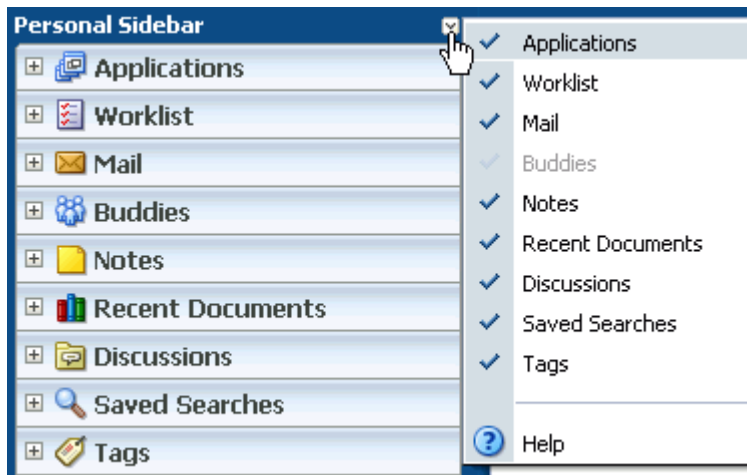 Personal Sidebar
Applications
Worklist
Mail
Buddies
Notes
Recent Documents
Discussions
Saved Searches
Tags
Applications
Worklist
Mail
Buddies
Notes
Recent Documents
Discussions
Saved Searches
Tags
Help